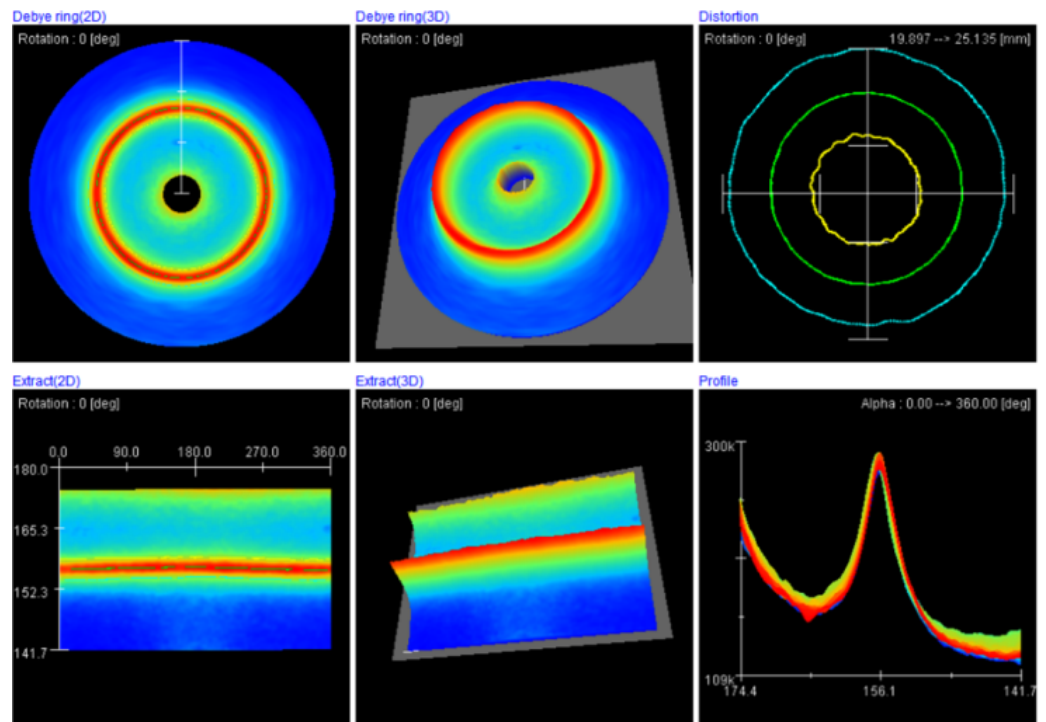 Debye ring(2D)
Rotation : 0 [deg]
Debye ring(3D)
Rotation : 0 [deg]
Distortion
Rotation : 0 [deg]
19.897 --> 25.135 [mm]
Extract(2D)
Rotation : 0 [deg]
0.0 90.0 180.0 270.0 360.0
180.0
165.3
152.3
141.7
Extract(3D)
Rotation : 0 [deg]
Profile
Alpha : 0.00 --> 360.00 [deg]
300k
109k
174.4 156.1 141.7